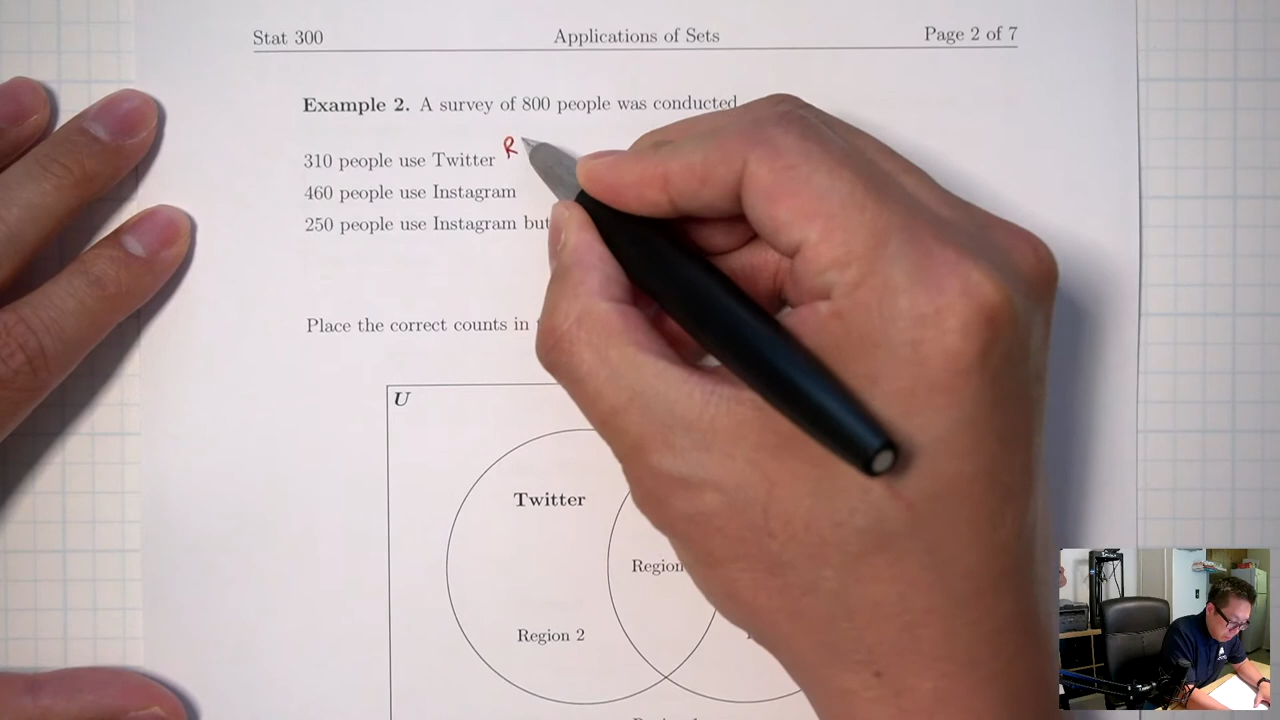 Stat 300 Applications of Sets Page 2 of 7
Example 2. A survey of 800 people was conducted
310 people use Twitter R
460 people use Instagram
250 people use Instagram but
Place the correct counts in
U
Twitter
Region
Region 2